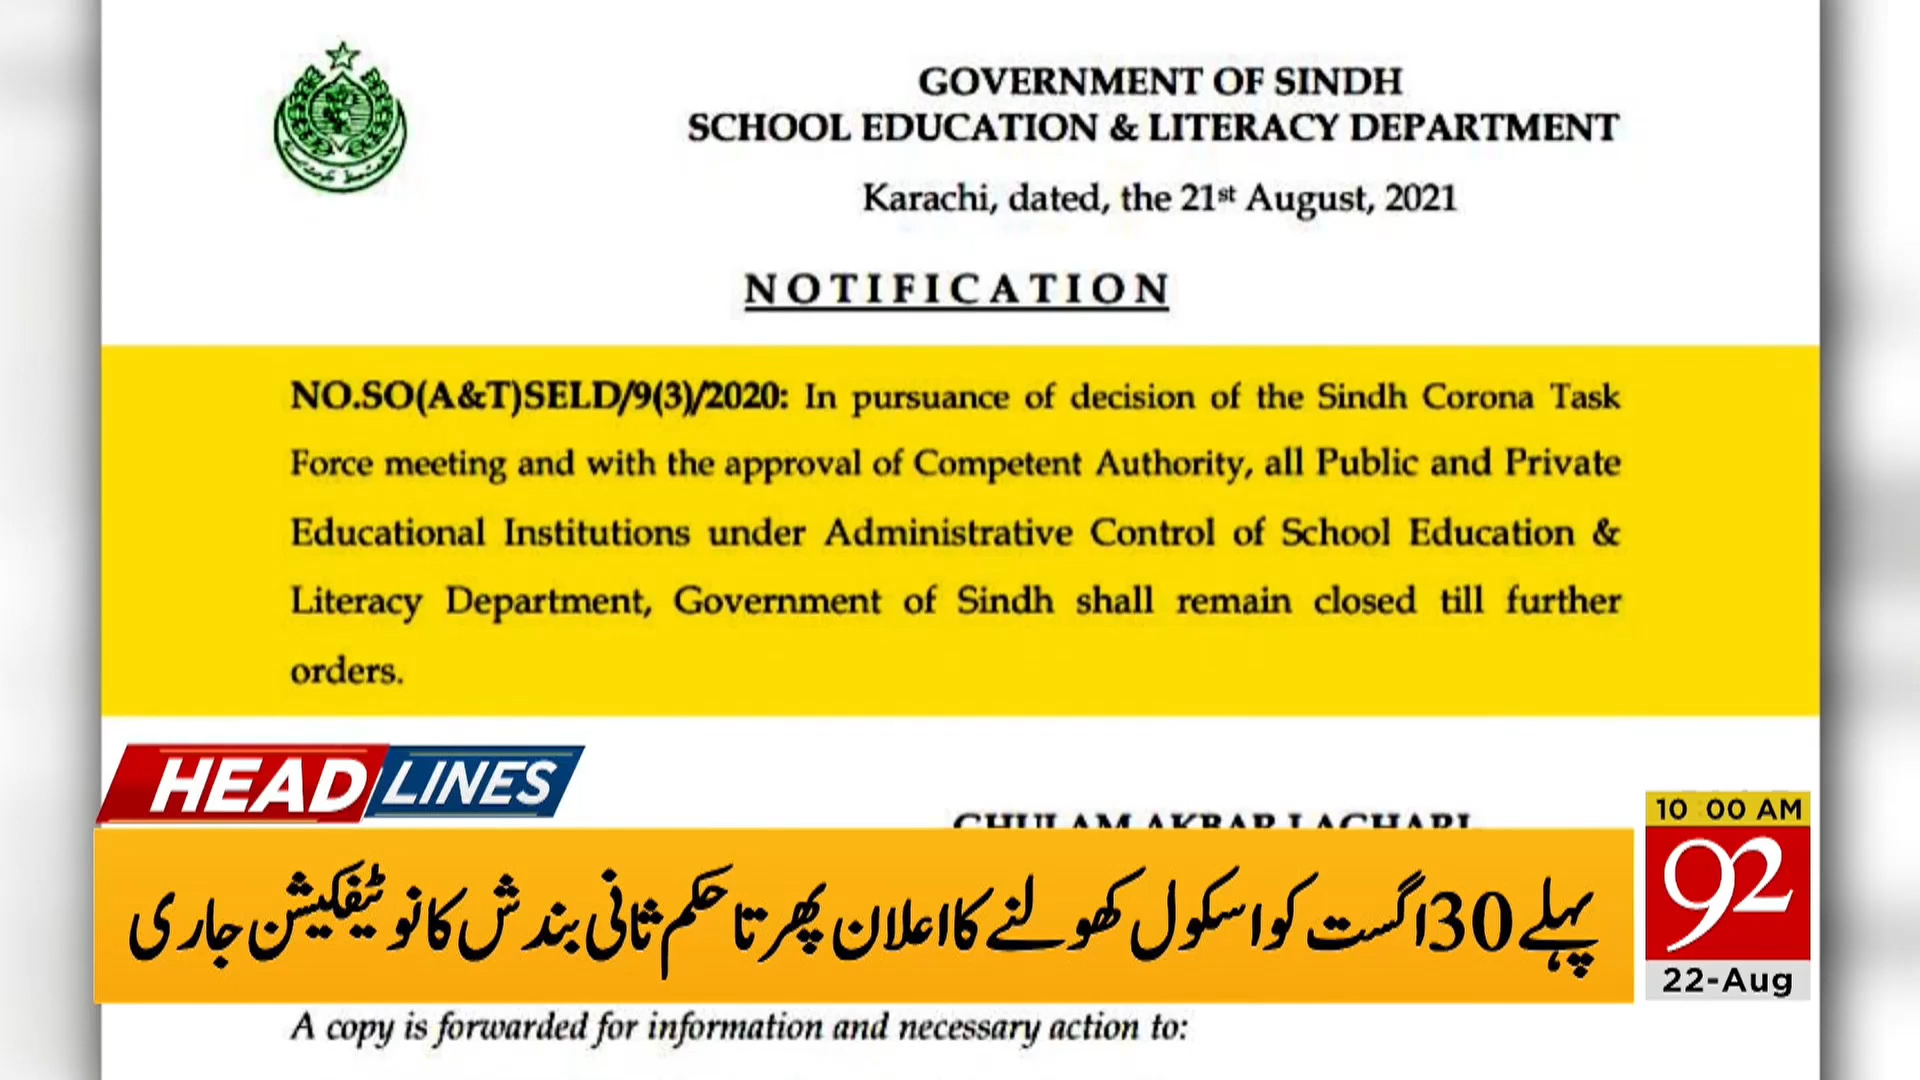 GOVERNMENT OF SINDH
SCHOOL EDUCATION & LITERACY DEPARTMENT
Karachi, dated, the 21st August, 2021
NOTIFICATION
NO.SO(A&T)SELD/9(3)/2020: In pursuance of decision of the Sindh Corona Task
Force meeting and with the approval of Competent Authority, all Public and Private
Educational Institutions under Administrative Control of School Education &
Literacy Department, Government of Sindh shall remain closed till further
orders.
HEADLINES
GHULAM AKBAR LAGHARI
10 00 AM
پہلے 30 اگست کو اسکول کھولنے کا اعلان پھر تا حکم ثانی بندش کا نوٹیفکیشن جاری
92
22-Aug
A copy is forwarded for information and necessary action to: